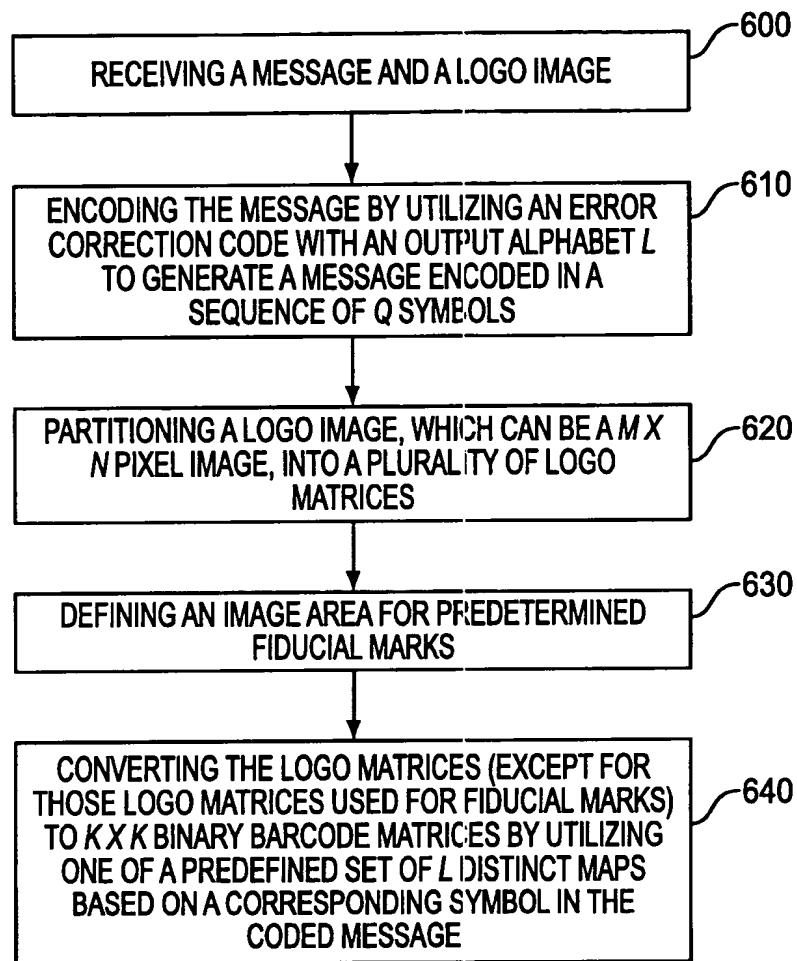 600
RECEIVING A MESSAGE AND A LOGO IMAGE
610
ENCODING THE MESSAGE BY UTILIZING AN ERROR
CORRECTION CODE WITH AN OUTPUT ALPHABET L
TO GENERATE A MESSAGE ENCODED IN A
SEQUENCE OF Q SYMBOLS
620
PARTITIONING A LOGO IMAGE, WHICH CAN BE A M X
N PIXEL IMAGE, INTO A PLURALITY OF LOGO
MATRICES
630
DEFINING AN IMAGE AREA FOR PREDETERMINED
FIDUCIAL MARKS
640
CONVERTING THE LOGO MATRICES (EXCEPT FOR
THOSE LOGO MATRICES USED FOR FIDUCIAL MARKS)
TO K X K BINARY BARCODE MATRICES BY UTILIZING
ONE OF A PREDEFINED SET OF L DISTINCT MAPS
BASED ON A CORRESPONDING SYMBOL IN THE
CODED MESSAGE